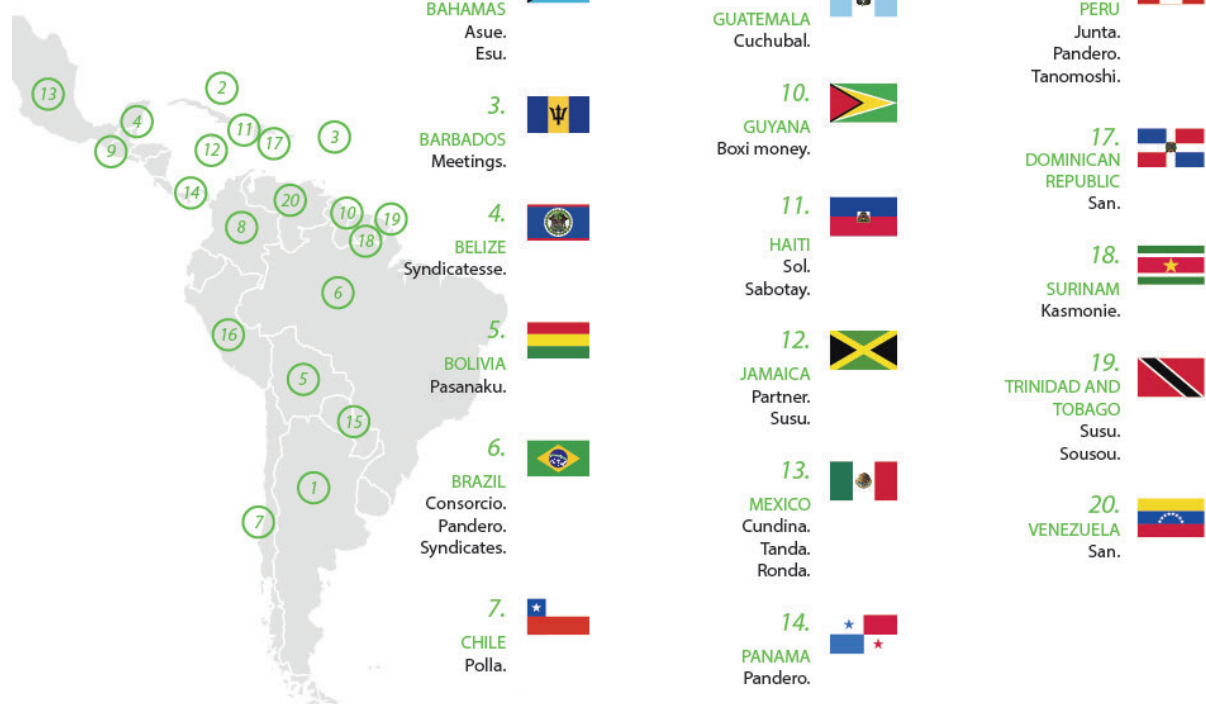 BAHAMAS
Asue.
Esu.
3.
BARBADOS
Meetings.
4.
BELIZE
Syndicatesse.
5.
BOLIVIA
Pasanaku.
6.
BRAZIL
Consorcio.
Pandero.
Syndicates.
7.
CHILE
Polla.
GUATEMALA
Cuchubal.
10.
GUYANA
Boxi money.
11.
HAITI
Sol.
Sabotay.
12.
JAMAICA
Partner.
Susu.
13.
MEXICO
Cundina.
Tanda.
Ronda.
14.
PANAMA
Pandero.
PERU
Junta.
Pandero.
Tanomoshi.
17.
DOMINICAN
REPUBLIC
San.
18.
SURINAM
Kasmonie.
19.
TRINIDAD AND
TOBAGO
Susu.
Sousou.
20.
VENEZUELA
San.
13
2
4
11
9
12
17
3
14
20
10
19
8
18
6
16
5
15
1
7